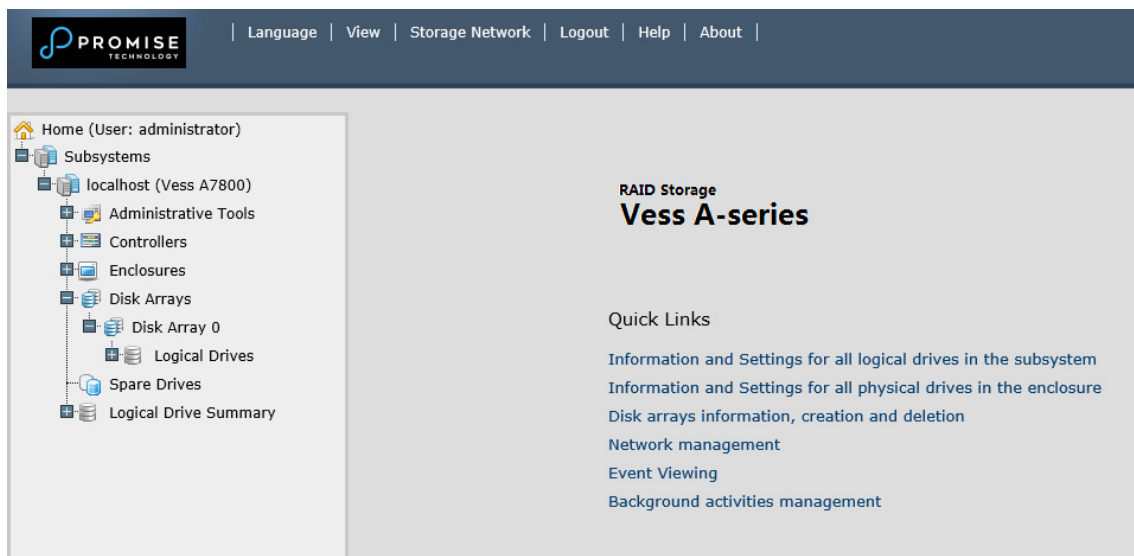 PROMISE
TECHNOLOGY
| Language | View | Storage Network | Logout | Help | About |
Home (User: administrator)
Subsystems
localhost (Vess A7800)
Administrative Tools
Controllers
Enclosures
Disk Arrays
Disk Array 0
Logical Drives
Spare Drives
Logical Drive Summary
RAID Storage
Vess A-series
Quick Links
Information and Settings for all logical drives in the subsystem
Information and Settings for all physical drives in the enclosure
Disk arrays information, creation and deletion
Network management
Event Viewing
Background activities management